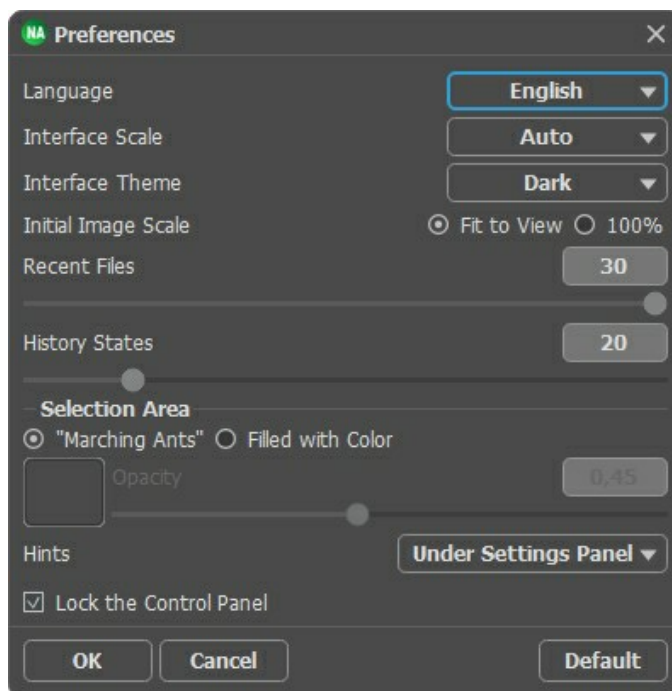 NA Preferences
Language English
Interface Scale Auto
Interface Theme Dark
Initial Image Scale Fit to View 100%
Recent Files 30
History States 20
Selection Area
"Marching Ants" Filled with Color
Opacity 0,45
Hints Under Settings Panel
Lock the Control Panel
OK Cancel Default